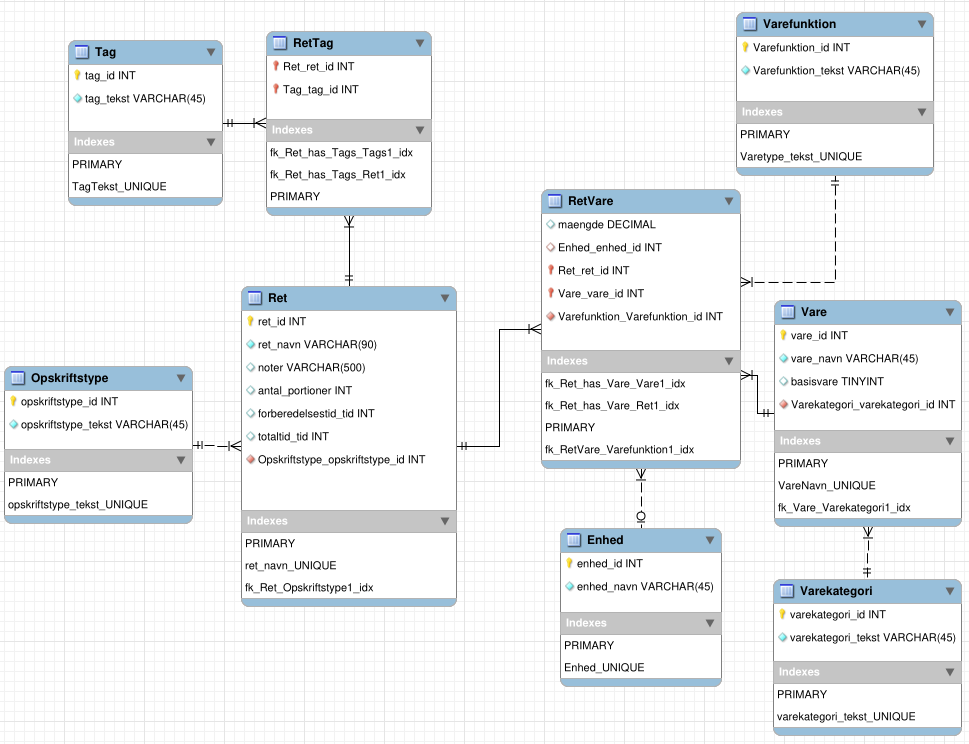 Tag
tag_id INT
tag_tekst VARCHAR(45)
Indexes
PRIMARY
TagTekst_UNIQUE
RetTag
Ret_ret_id INT
Tag_tag_id INT
Indexes
fk_Ret_has_Tags_Tags1_idx
fk_Ret_has_Tags_Ret1_idx
PRIMARY
Varefunktion
Varefunktion_id INT
Varefunktion_tekst VARCHAR(45)
Indexes
PRIMARY
Varetype_tekst_UNIQUE
RetVare
maengde DECIMAL
Enhed_enhed_id INT
Ret_ret_id INT
Vare_vare_id INT
Varefunktion_Varefunktion_id INT
Indexes
fk_Ret_has_Vare_Vare1_idx
fk_Ret_has_Vare_Ret1_idx
PRIMARY
fk_RetVare_Varefunktion1_idx
Ret
ret_id INT
ret_navn VARCHAR(90)
noter VARCHAR(500)
antal_portioner INT
forberedelsestid_tid INT
totaltid_tid INT
Opskriftstype_opskriftstype_id INT
Indexes
PRIMARY
ret_navn_UNIQUE
fk_Ret_Opskriftstype1_idx
Opskriftstype
opskriftstype_id INT
opskriftstype_tekst VARCHAR(45)
Indexes
PRIMARY
opskriftstype_tekst_UNIQUE
Vare
vare_id INT
vare_navn VARCHAR(45)
basisvare TINYINT
Varekategori_varekategori_id INT
Indexes
PRIMARY
VareNavn_UNIQUE
fk_Vare_Varekategori1_idx
Enhed
enhed_id INT
enhed_navn VARCHAR(45)
Indexes
PRIMARY
Enhed_UNIQUE
Varekategori
varekategori_id INT
varekategori_tekst VARCHAR(45)
Indexes
PRIMARY
varekategori_tekst_UNIQUE